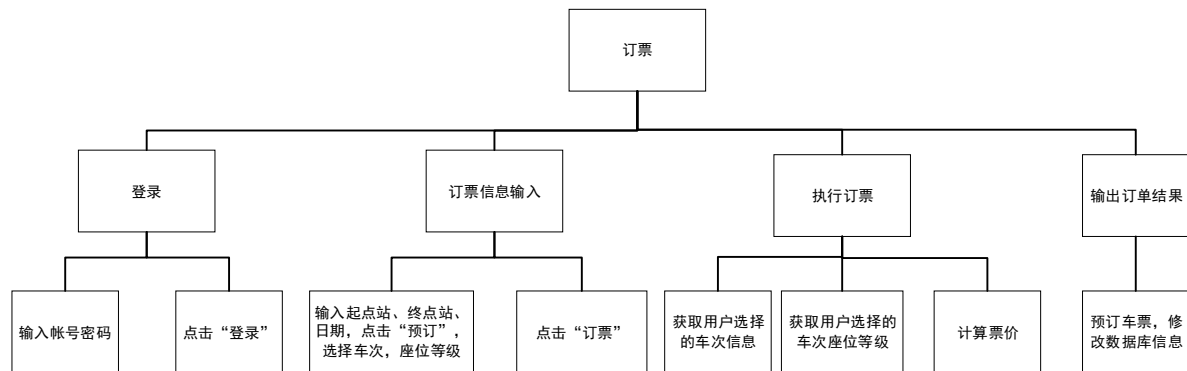 订票
登录
订票信息输入
执行订票
输出订单结果
输入帐号密码
点击“登录”
输入起点站、终点站、
日期，点击“预订”，
选择车次，座位等级
点击“订票”
获取用户选择
的车次信息
获取用户选择的
车次座位等级
计算票价
预订车票，修
改数据库信息